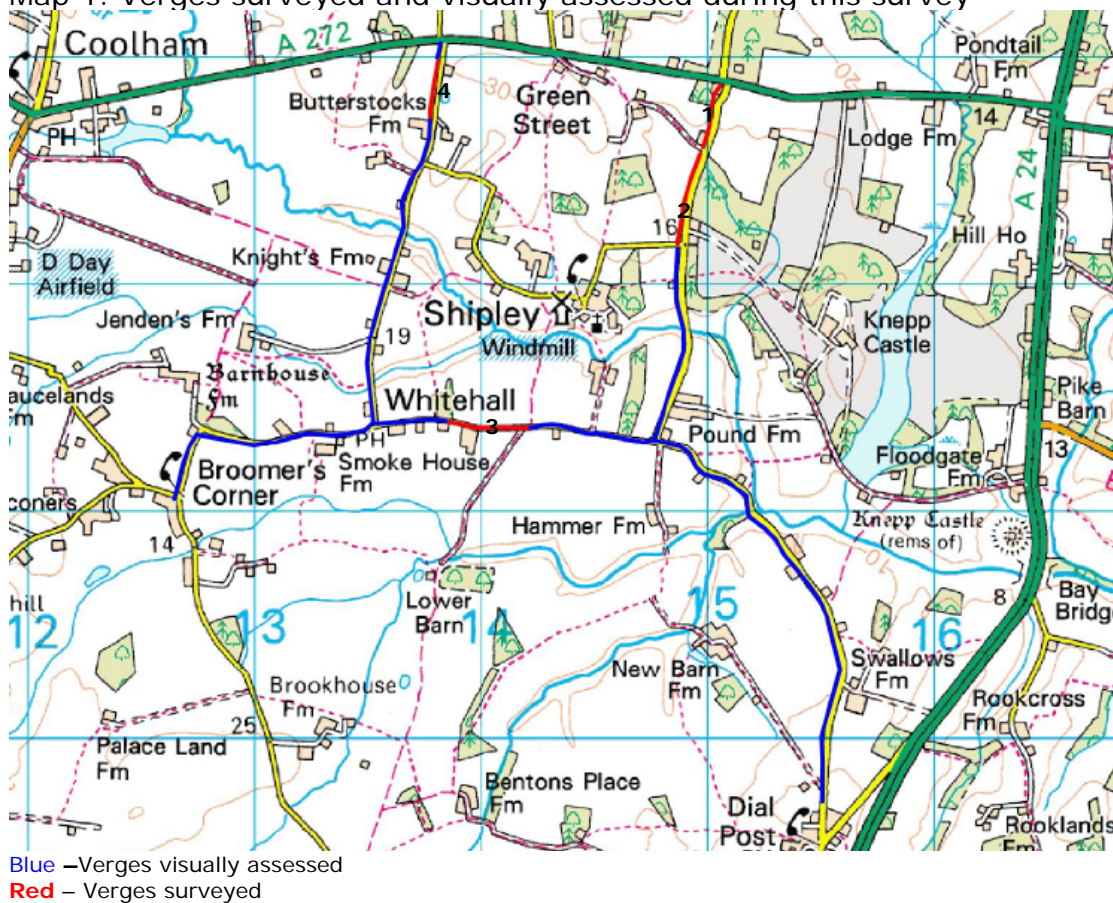 Map 1: Verges surveyed and visually assessed during this survey
Coolham
A 272
Pondtail
Fm
Butterstocks
Fm
4
30
Green
Street
1
20
14
PH
Lodge Fm
A 24
2
16
Hill Ho
D Day
Airfield
Knight's Fm
Shipley
Windmill
Knepp
Castle
Jenden's Fm
19
Barnhouse
fm
Whitehall
Pike
Barn
aucelands
m
3
PH
Pound Fm
13
Broomer's
Corner
Smoke House
Fm
Floodgate
Fm
coners
Hammer Fm
Knepp Castle
(rems of)
14
10
Lower
Barn
8
Bay
Bridge
hill
12
13
14
15
16
New Barn
Fm
Swallows
Fm
Brookhouse
Fm
Rookcross
Fm
25
Palace Land
Fm
Bentons Place
Fm
Dial
Post
Rooklands
Fm
Blue –Verges visually assessed
Red – Verges surveyed